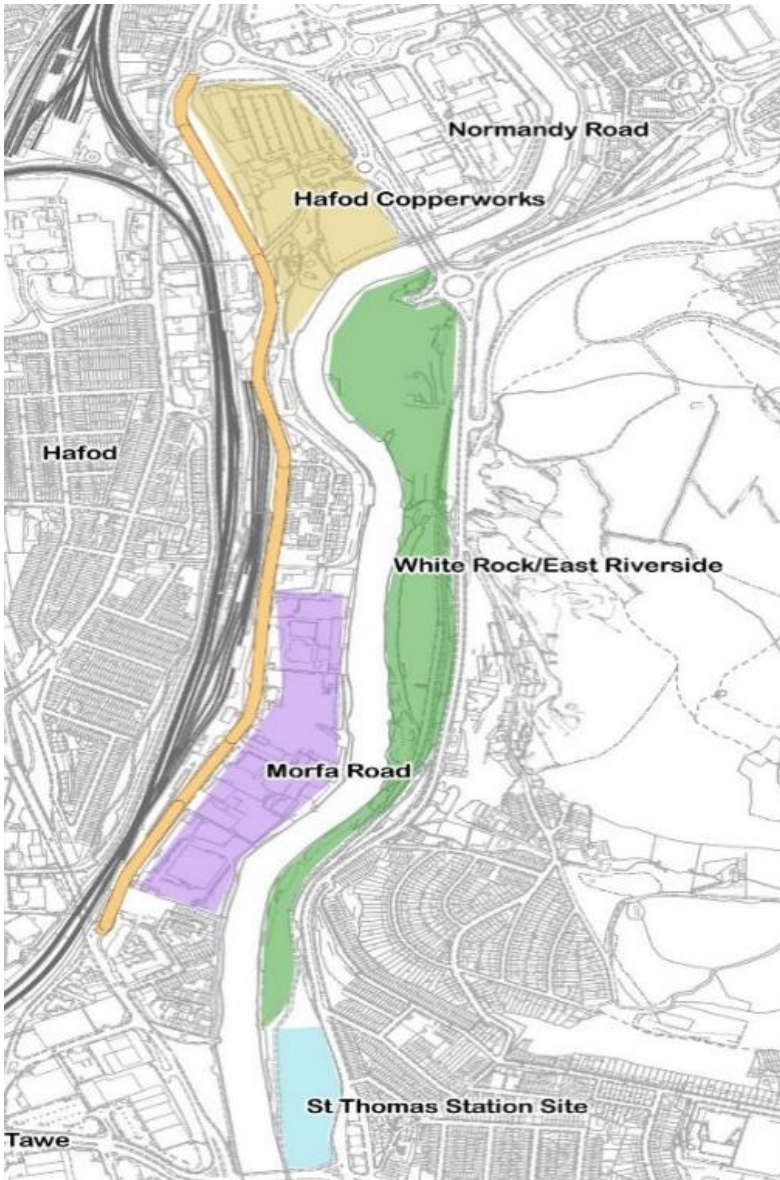 Normandy Road
Hafod Copperworks
Hafod
White Rock/East Riverside
Morfa Road
St Thomas Station Site
Tawe